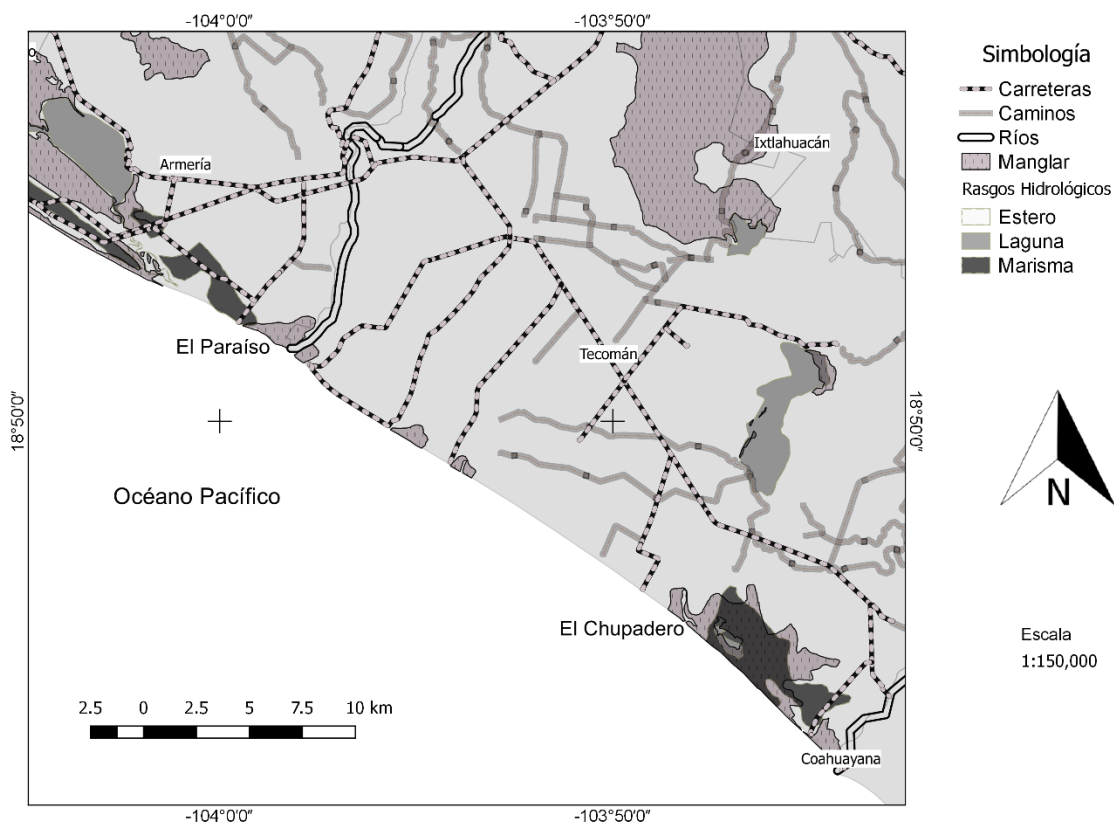 -104°0'0"
-103°50'0"
Simbología
Carreteras
Caminos
Ríos
Manglar
Rasgos Hidrológicos
Estero
Laguna
Marisma
Ixtlahuacán
Armería
El Paraíso
Tecomán
18°50'0"
18°50'0"
Océano Pacífico
N
El Chupadero
Escala
1:150,000
2.5 0 2.5 5 7.5 10 km
Coahuayana
-104°0'0"
-103°50'0"